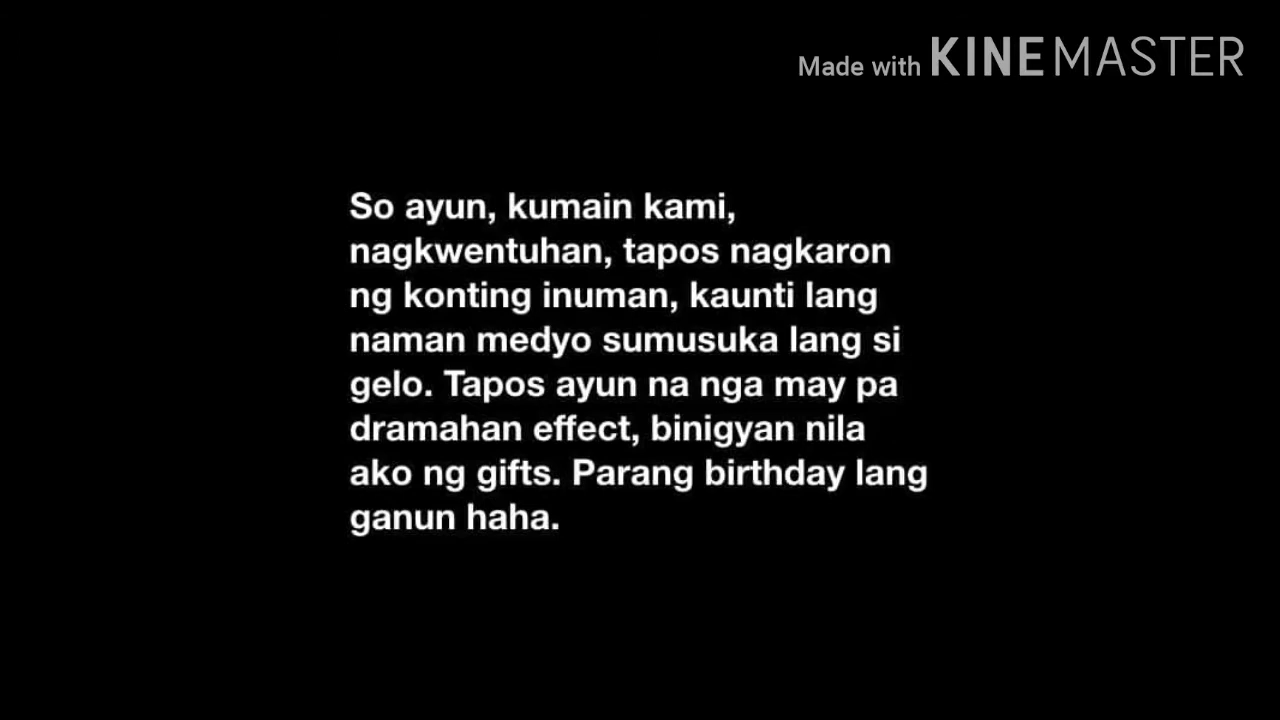 Made with KINEMASTER
So ayun, kumain kami,
nagkwentuhan, tapos nagkaron
ng konting inuman, kaunti lang
naman medyo sumusuka lang si
gelo. Tapos ayun na nga may pa
dramahan effect, binigyan nila
ako ng gifts. Parang birthday lang
ganun haha.